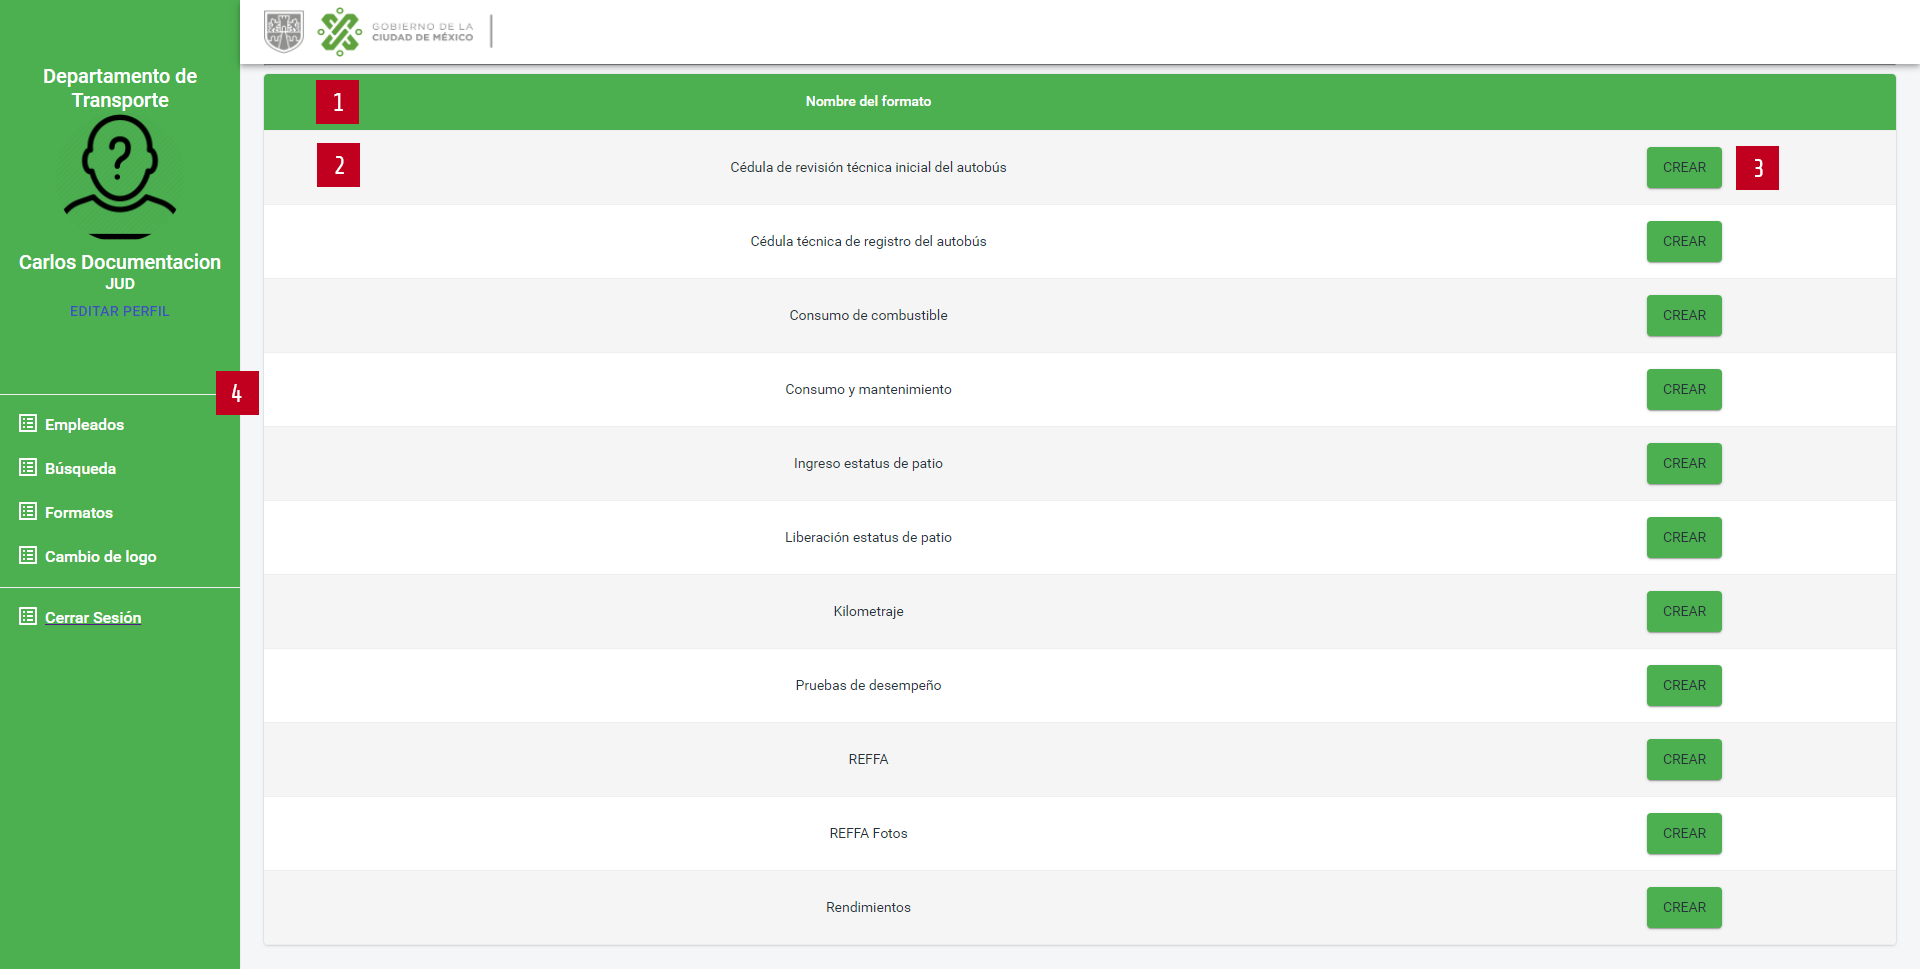 Departamento de
Transporte
?
Carlos Documentacion
JUD
EDITAR PERFIL
4
Empleados
Búsqueda
Formatos
Cambio de logo
Cerrar Sesión
GOBIERNO DE LA
CIUDAD DE MÉXICO
1 Nombre del formato
2 Cédula de revisión técnica inicial del autobús CREAR 3
Cédula técnica de registro del autobús CREAR
Consumo de combustible CREAR
Consumo y mantenimiento CREAR
Ingreso estatus de patio CREAR
Liberación estatus de patio CREAR
Kilometraje CREAR
Pruebas de desempeño CREAR
REFFA CREAR
REFFA Fotos CREAR
Rendimientos CREAR